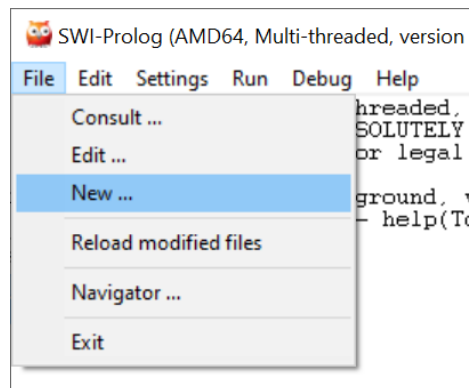 SWI-Prolog (AMD64, Multi-threaded, version
File Edit Settings Run Debug Help
Consult ...
hreaded,
SOLUTELY
Edit ...
or legal
New ...
ground,
- help(To
Reload modified files
Navigator ...
Exit